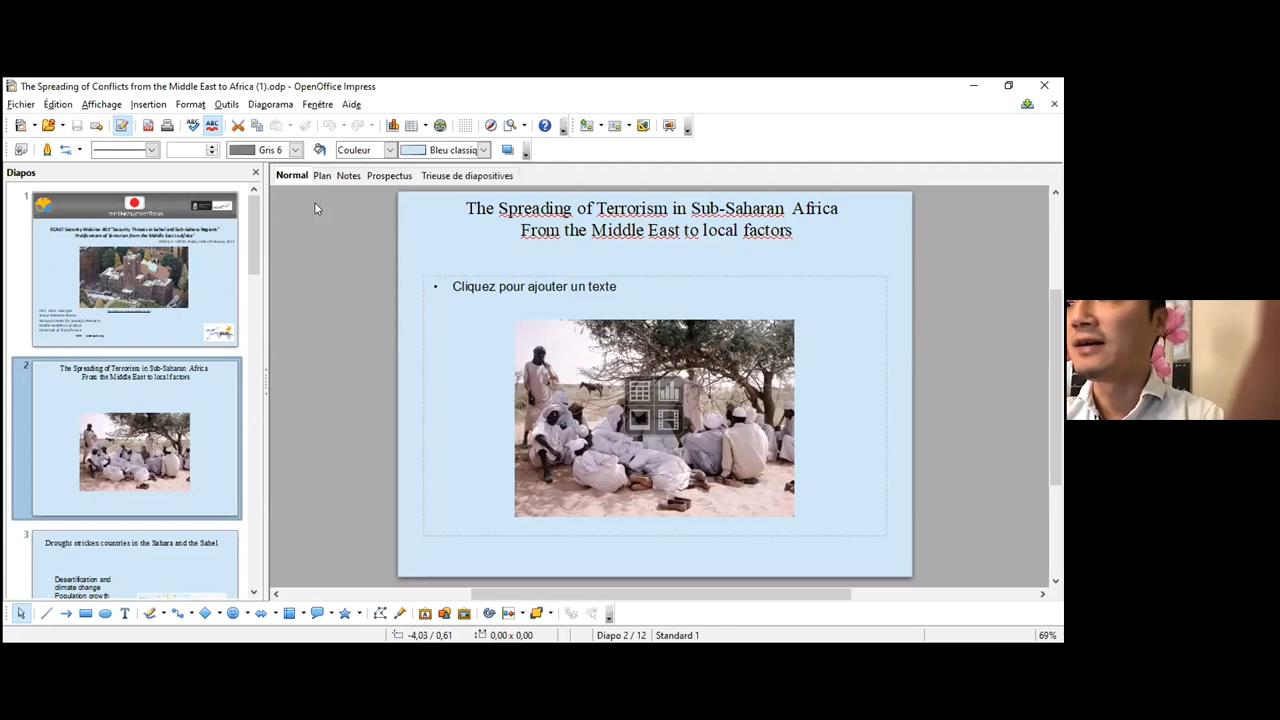 The Spreading of Conflicts from the Middle East to Africa (1).odp - OpenOffice Impress
Fichier Édition Affichage Insertion Format Outils Diaporama Fenêtre Aide
Gris 6 Couleur Bleu classiq
Diapos
Normal Plan Notes Prospectus Trieuse de diapositives
1
2
The Spreading of Terrorism in Sub-Saharan Africa
From the Middle East to local factors
3
Drought stricken countries in the Sahara and the Sahel
Desertification and
climate change
Population growth
The Spreading of Terrorism in Sub-Saharan Africa
From the Middle East to local factors
• Cliquez pour ajouter un texte
-4,03 / 0,61 0,00 x 0,00 Diapo 2 / 12 Standard 1 69%